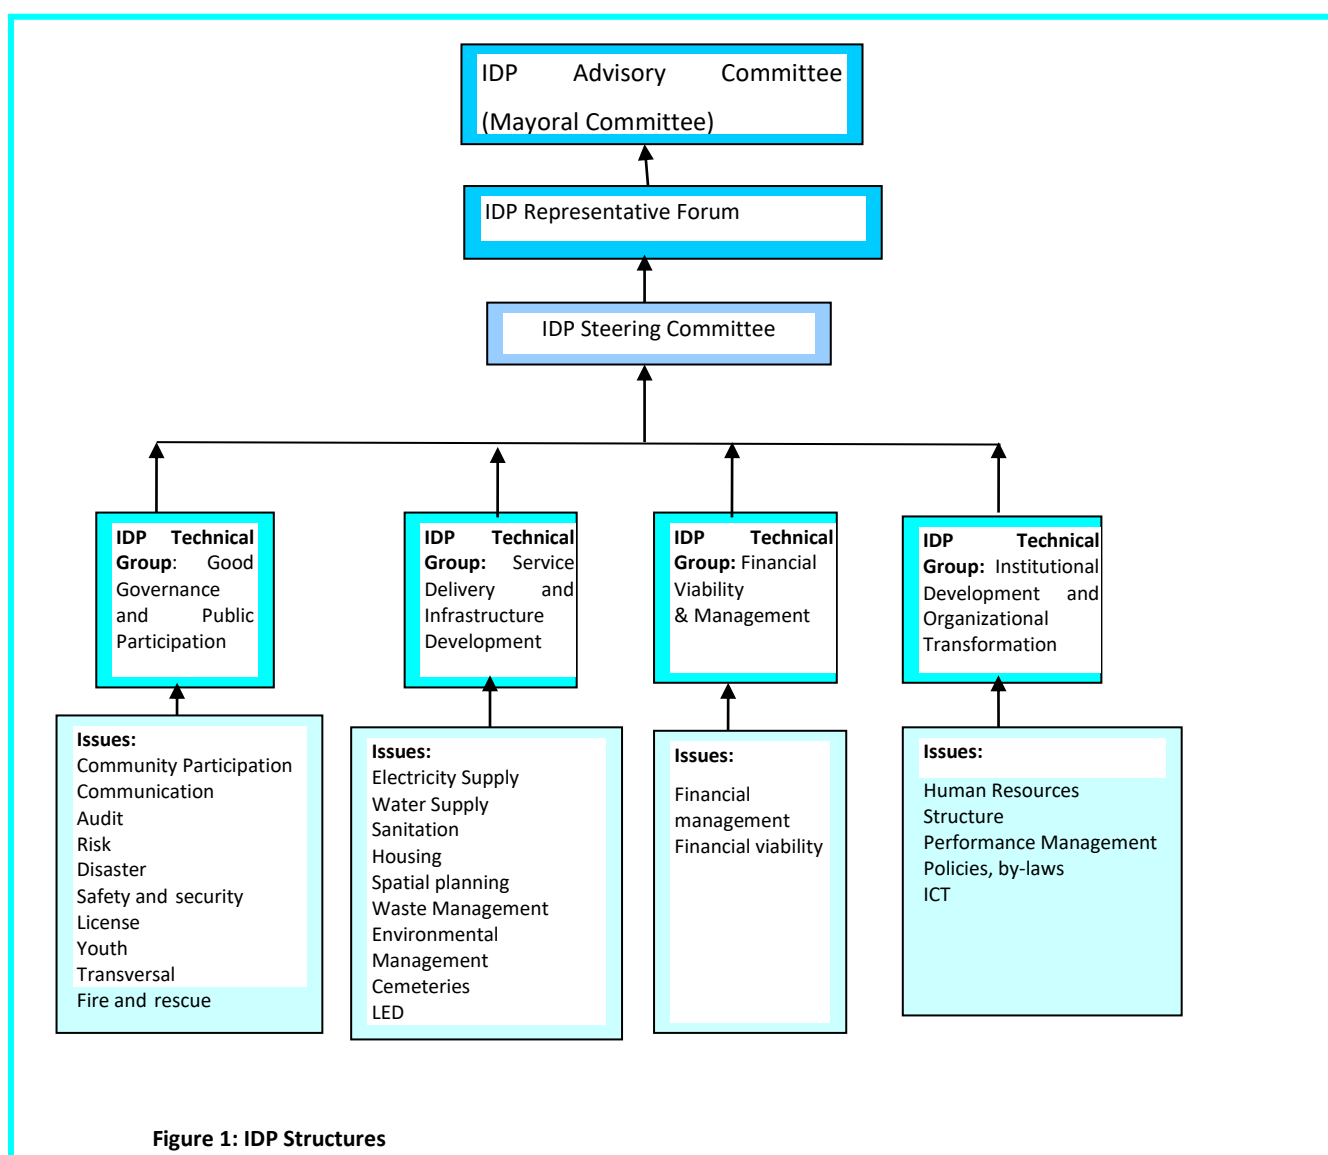 IDP Advisory Committee
(Mayoral Committee)
IDP Representative Forum
IDP Steering Committee
IDP Technical
Group: Good
Governance
and Public
Participation
IDP Technical
Group: Service
Delivery and
Infrastructure
Development
IDP Technical
Group: Financial
Viability
& Management
IDP Technical
Group: Institutional
Development and
Organizational
Transformation
Issues:
Community Participation
Communication
Audit
Risk
Disaster
Safety and security
License
Youth
Transversal
Fire and rescue
Issues:
Electricity Supply
Water Supply
Sanitation
Housing
Spatial planning
Waste Management
Environmental
Management
Cemeteries
LED
Issues:
Financial
management
Financial viability
Issues:
Human Resources
Structure
Performance Management
Policies, by-laws
ICT
Figure 1: IDP Structures